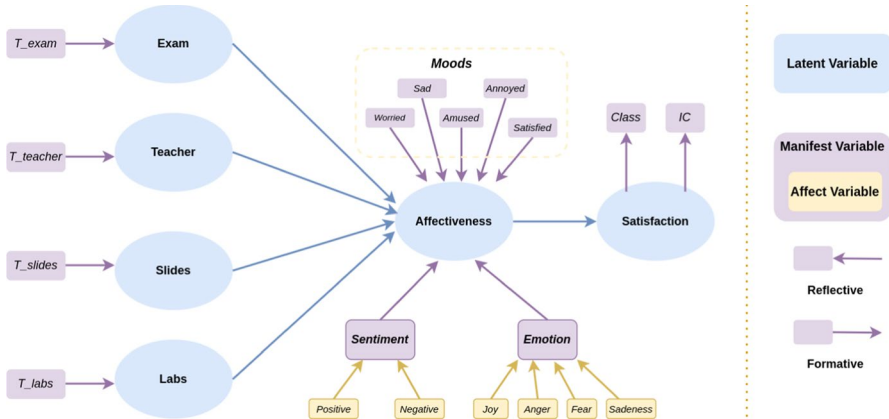 T_exam
Exam
T_teacher
Teacher
T_slides
Slides
T_labs
Labs
Moods
Sad
Annoyed
Worried
Amused
Satisfied
Affectiveness
Class
IC
Satisfaction
Sentiment
Emotion
Positive
Negative
Joy
Anger
Fear
Sadeness
Latent Variable
Manifest Variable
Affect Variable
Reflective
Formative